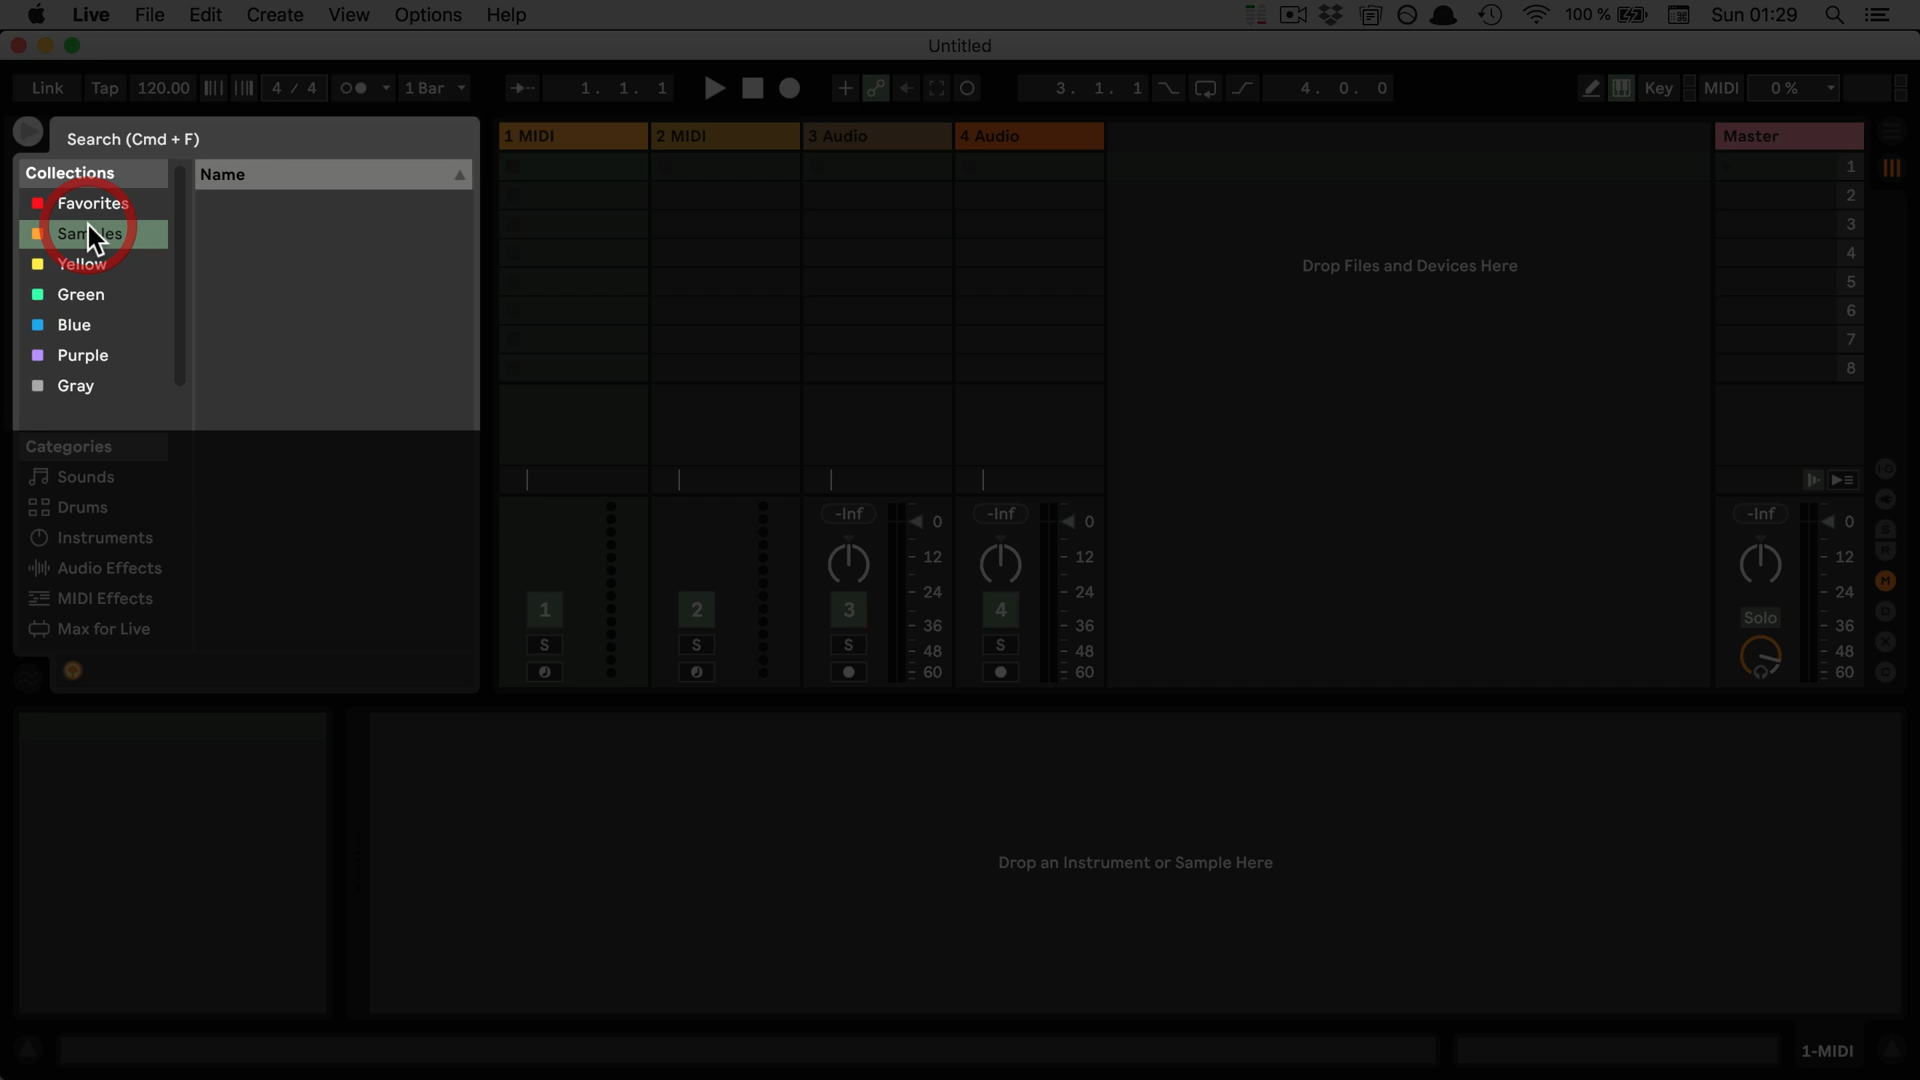 Live File Edit Create View Options Help 100 % Sun 01:29
Untitled
Link Tap 120.00 4 / 4 1 Bar 1. 1. 1 3. 1. 1 4. 0. 0 Key MIDI 0 %
Search (Cmd + F)
Collections
Name
Favorites
Samples
Yellow
Green
Blue
Purple
Gray
Categories
Sounds
Drums
Instruments
Audio Effects
MIDI Effects
Max for Live
1 MIDI 2 MIDI 3 Audio 4 Audio Master
1
2
3
4
5
6
7
8
Drop Files and Devices Here
-Inf 0 -Inf 0 -Inf 0
12 12 12
24 24 24
1 2 3 4 Solo
36 36 36
S S S S
48 48 48
60 60 60
I·O
S
R
M
D
X
C
Drop an Instrument or Sample Here
1-MIDI